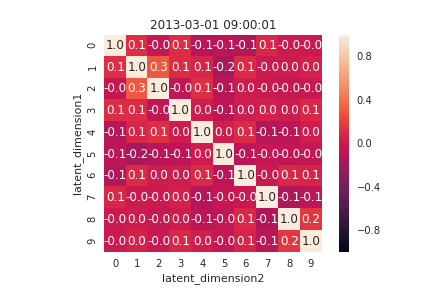 2013-03-01 09:00:01
0 1.0 0.1 -0.0 0.1 -0.1 -0.1 -0.1 0.1 -0.0 -0.0
1 0.1 1.0 0.3 0.1 0.1 -0.2 0.1 -0.0 0.0 0.0
2 -0.0 0.3 1.0 -0.0 0.1 -0.1 0.0 -0.0 -0.0 -0.0
3 0.1 0.1 -0.0 1.0 0.0 -0.1 0.0 0.0 0.0 0.1
4 -0.1 0.1 0.1 0.0 1.0 0.0 0.1 -0.1 -0.1 0.0
5 -0.1 -0.2 -0.1 -0.1 0.0 1.0 -0.1 -0.0 -0.0 -0.0
6 -0.1 0.1 0.0 0.0 0.1 -0.1 1.0 -0.0 0.1 0.1
7 0.1 -0.0 -0.0 0.0 -0.1 -0.0 -0.0 1.0 -0.1 -0.1
8 -0.0 0.0 -0.0 0.0 -0.1 -0.0 0.1 -0.1 1.0 0.2
9 -0.0 0.0 -0.0 0.1 0.0 -0.0 0.1 -0.1 0.2 1.0
0 1 2 3 4 5 6 7 8 9
latent_dimension2
latent_dimension1
0.8
0.4
0.0
-0.4
-0.8